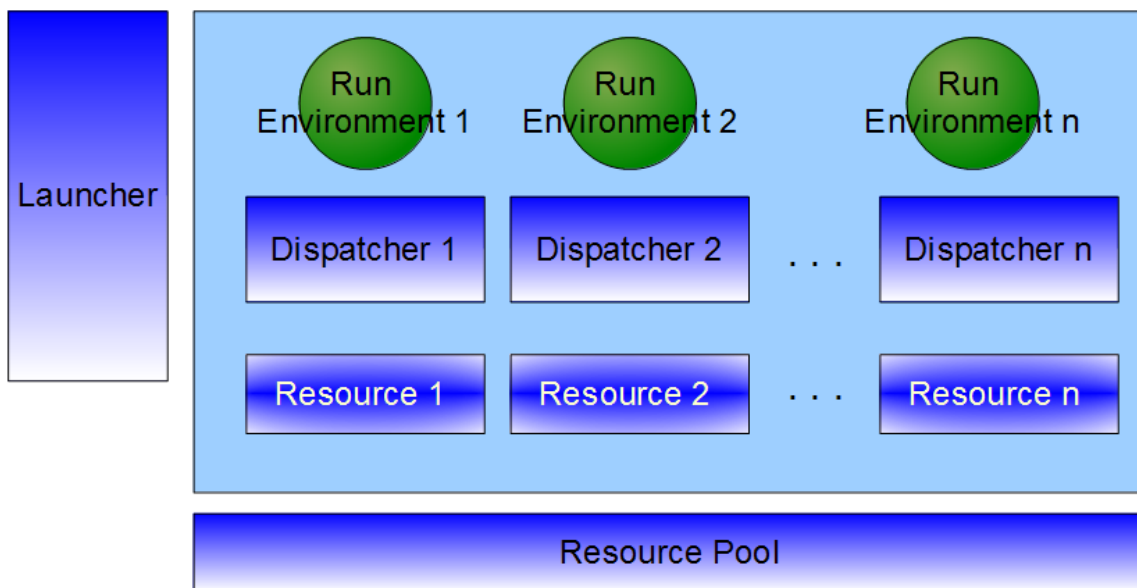 Launcher
Run
Environment 1
Run
Environment 2
Run
Environment n
Dispatcher 1
Dispatcher 2
. . .
Dispatcher n
Resource 1
Resource 2
. . .
Resource n
Resource Pool